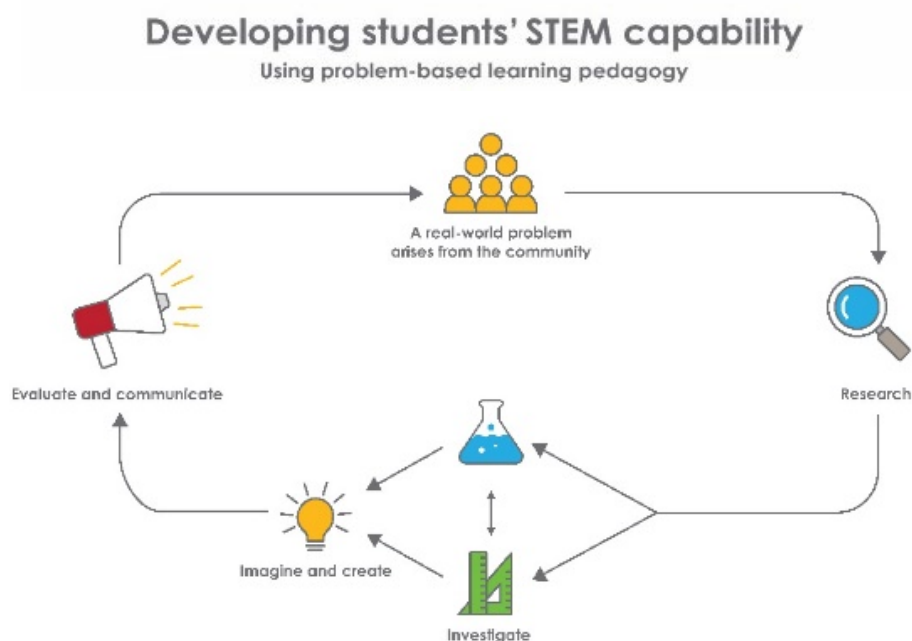 Developing students' STEM capability
Using problem-based learning pedagogy
A real-world problem
arises from the community
Research
Investigate
Imagine and create
Evaluate and communicate